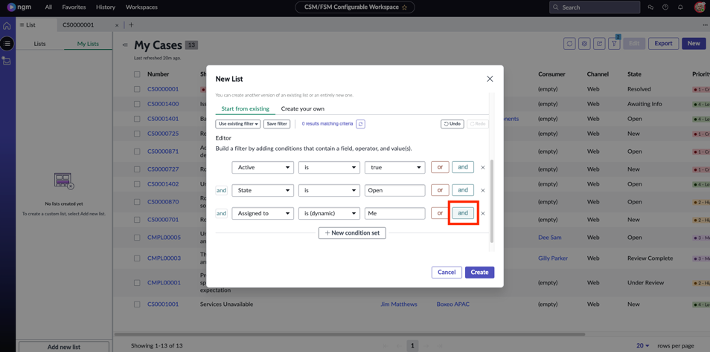 ngm All Favorites History Workspaces CSM/FSM Configurable Workspace ☆ Search
List CS0000001 × +
Lists My Lists
My Cases 13
Last refreshed 20m ago.
Edit Export New
Number Consumer Channel State Priority
CS0000001 (empty) Web Resolved
CS0001400 (empty) Web Awaiting Info
CS0001401 (empty) Web Open
CS0000725 (empty) Web New
CS0000871 (empty) Web Open
CS0000727 (empty) Web New
CS0001402 (empty) Web Open
CS0000870 (empty) Web Open
CS0000701 (empty) Web New
CMPL00005 Doe Sam Web Open
CMPL00003 Gilly Parker Web Review Complete
CMPL00001 expectation (empty) Web Under Review
CS0001001 Services Unavailable Jim Matthews Boxeo APAC (empty) Web New
No lists created yet
To create a custom list, select Add new list.
Add new list
Showing 1-13 of 13
1
20 rows per page
New List
You can create another version of an existing list or an entirely new one.
Start from existing Create your own
Use existing filter Save filter 0 results matching criteria Undo Redo
Editor
Build a filter by adding conditions that contain a field, operator, and value(s).
Active is true or and ×
and State is Open or and ×
and Assigned to is (dynamic) Me or and ×
+ New condition set
Cancel Create